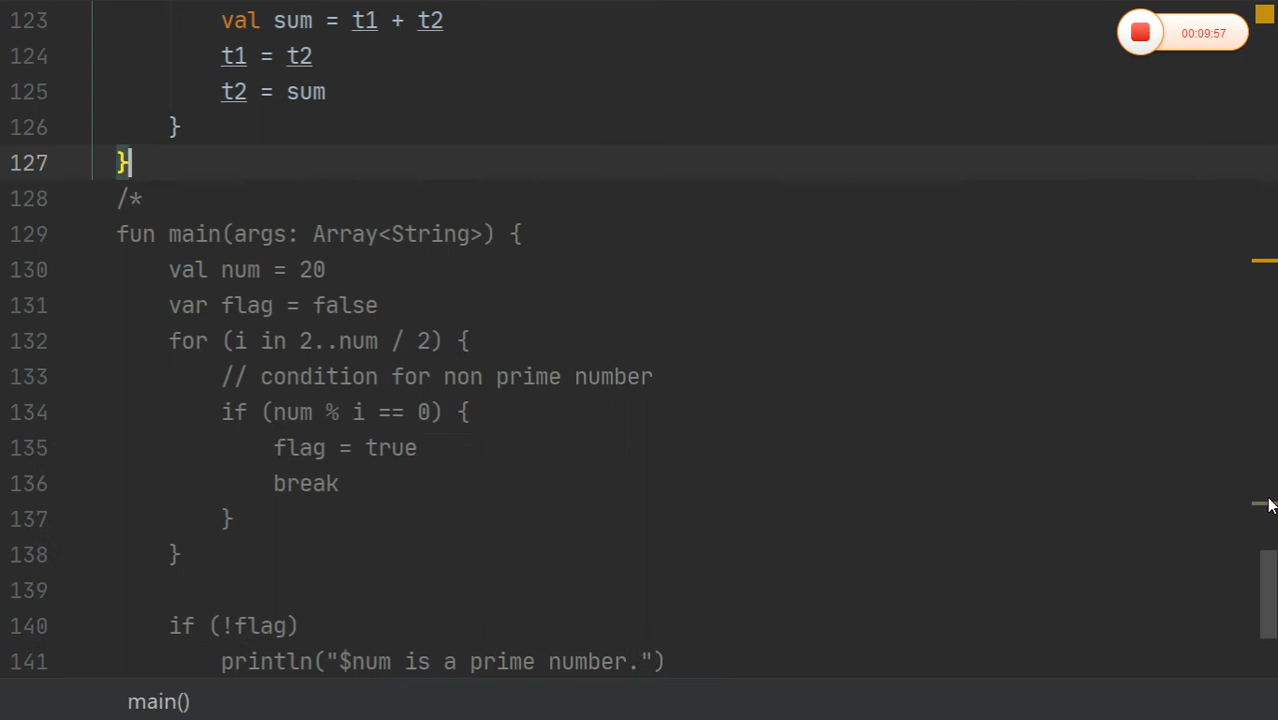 123 val sum = t1 + t2
00:09:57
124 t1 = t2
125 t2 = sum
126 }
127 }
128 /*
129 fun main(args: Array<String>) {
130 val num = 20
131 var flag = false
132 for (i in 2..num / 2) {
133 // condition for non prime number
134 if (num % i == 0) {
135 flag = true
136 break
137 }
138 }
139
140 if (!flag)
141 println("$num is a prime number.")
main()